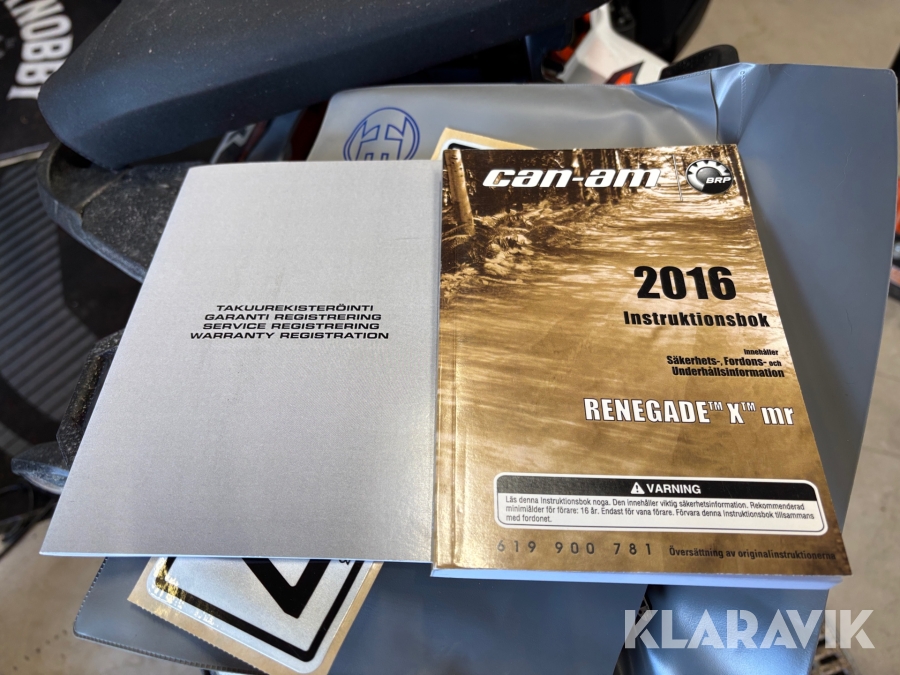 KNOBBI
TAKUUREKISTERÖINTI
GARANTI REGISTRERING
SERVICE REGISTRERING
WARRANTY REGISTRATION
can-am
BRP
2016
Instruktionsbok
innehåller
Säkerhets-, Fordons- och
Underhållsinformation
RENEGADE™ X™ mr
VARNING
Läs denna Instruktionsbok noga. Den innehåller viktig säkerhetsinformation. Rekommenderad
minimiålder för förare: 16 år. Endast för vana förare. Förvara denna Instruktionsbok tillsammans
med fordonet.
619 900 781
Översättning av originalinstruktionerna
KLARAVIK